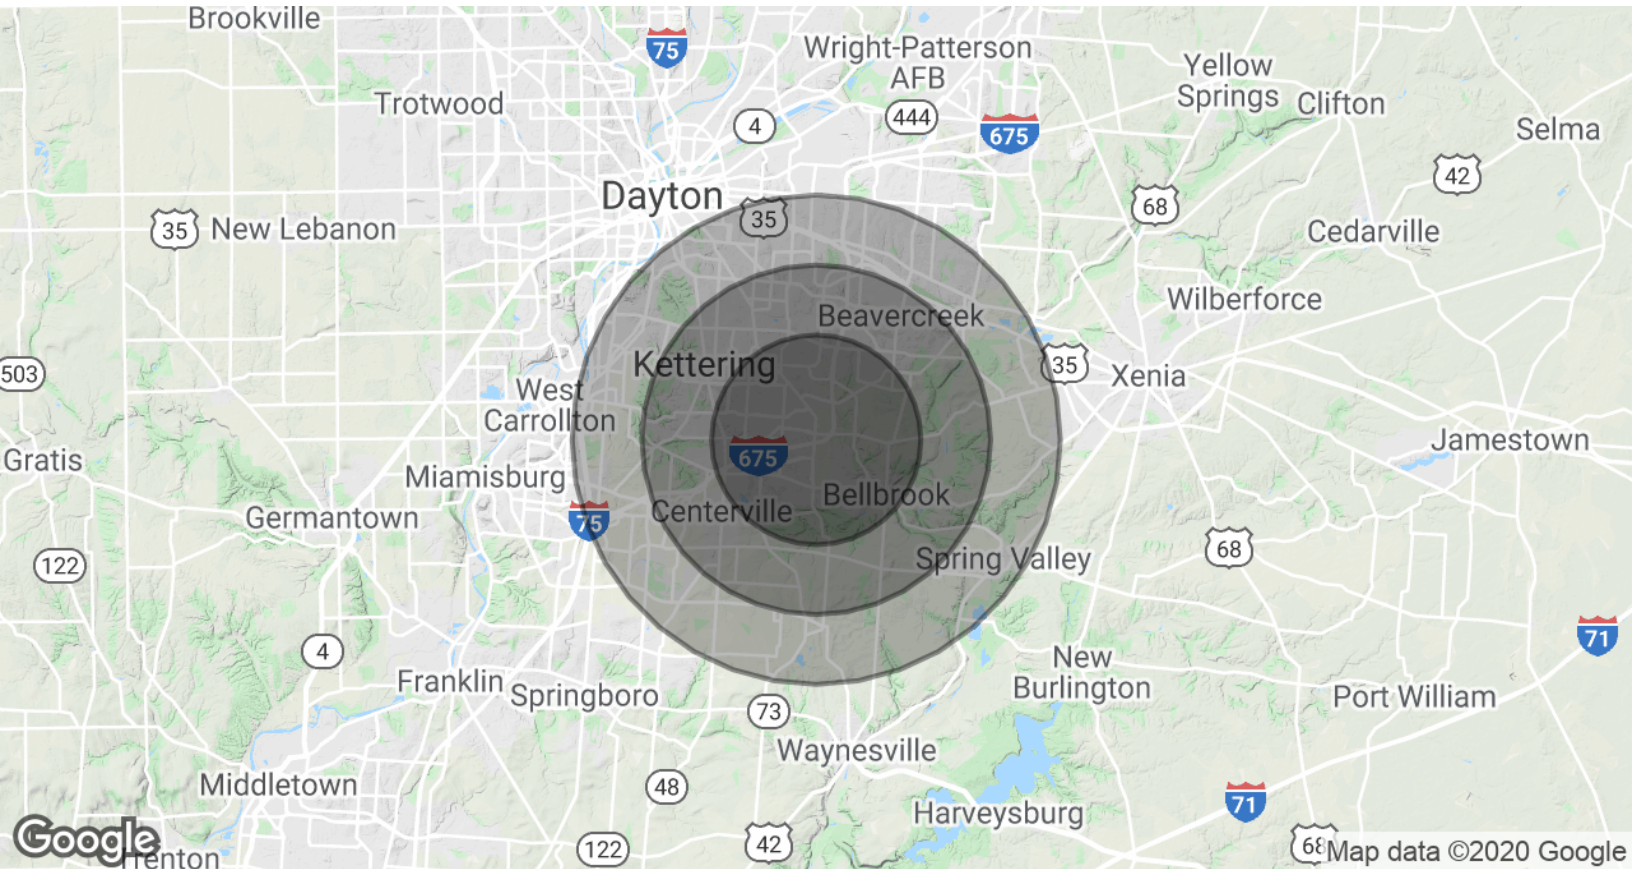 Brookville
75
Wright-Patterson
AFB
Yellow
Springs
Clifton
Trotwood
4
444
675
Selma
42
Dayton
35
68
35
New Lebanon
Cedarville
Wilberforce
Beavercreek
Kettering
35
Xenia
503
West
Carrollton
Jamestown
Gratis
675
Miamisburg
Bellbrook
Centerville
Germantown
75
68
Spring Valley
122
71
4
New
Burlington
Franklin
Springboro
Port William
73
Waynesville
Middletown
48
71
Harveysburg
Google
Trenton
122
42
68
Map data ©2020 Google